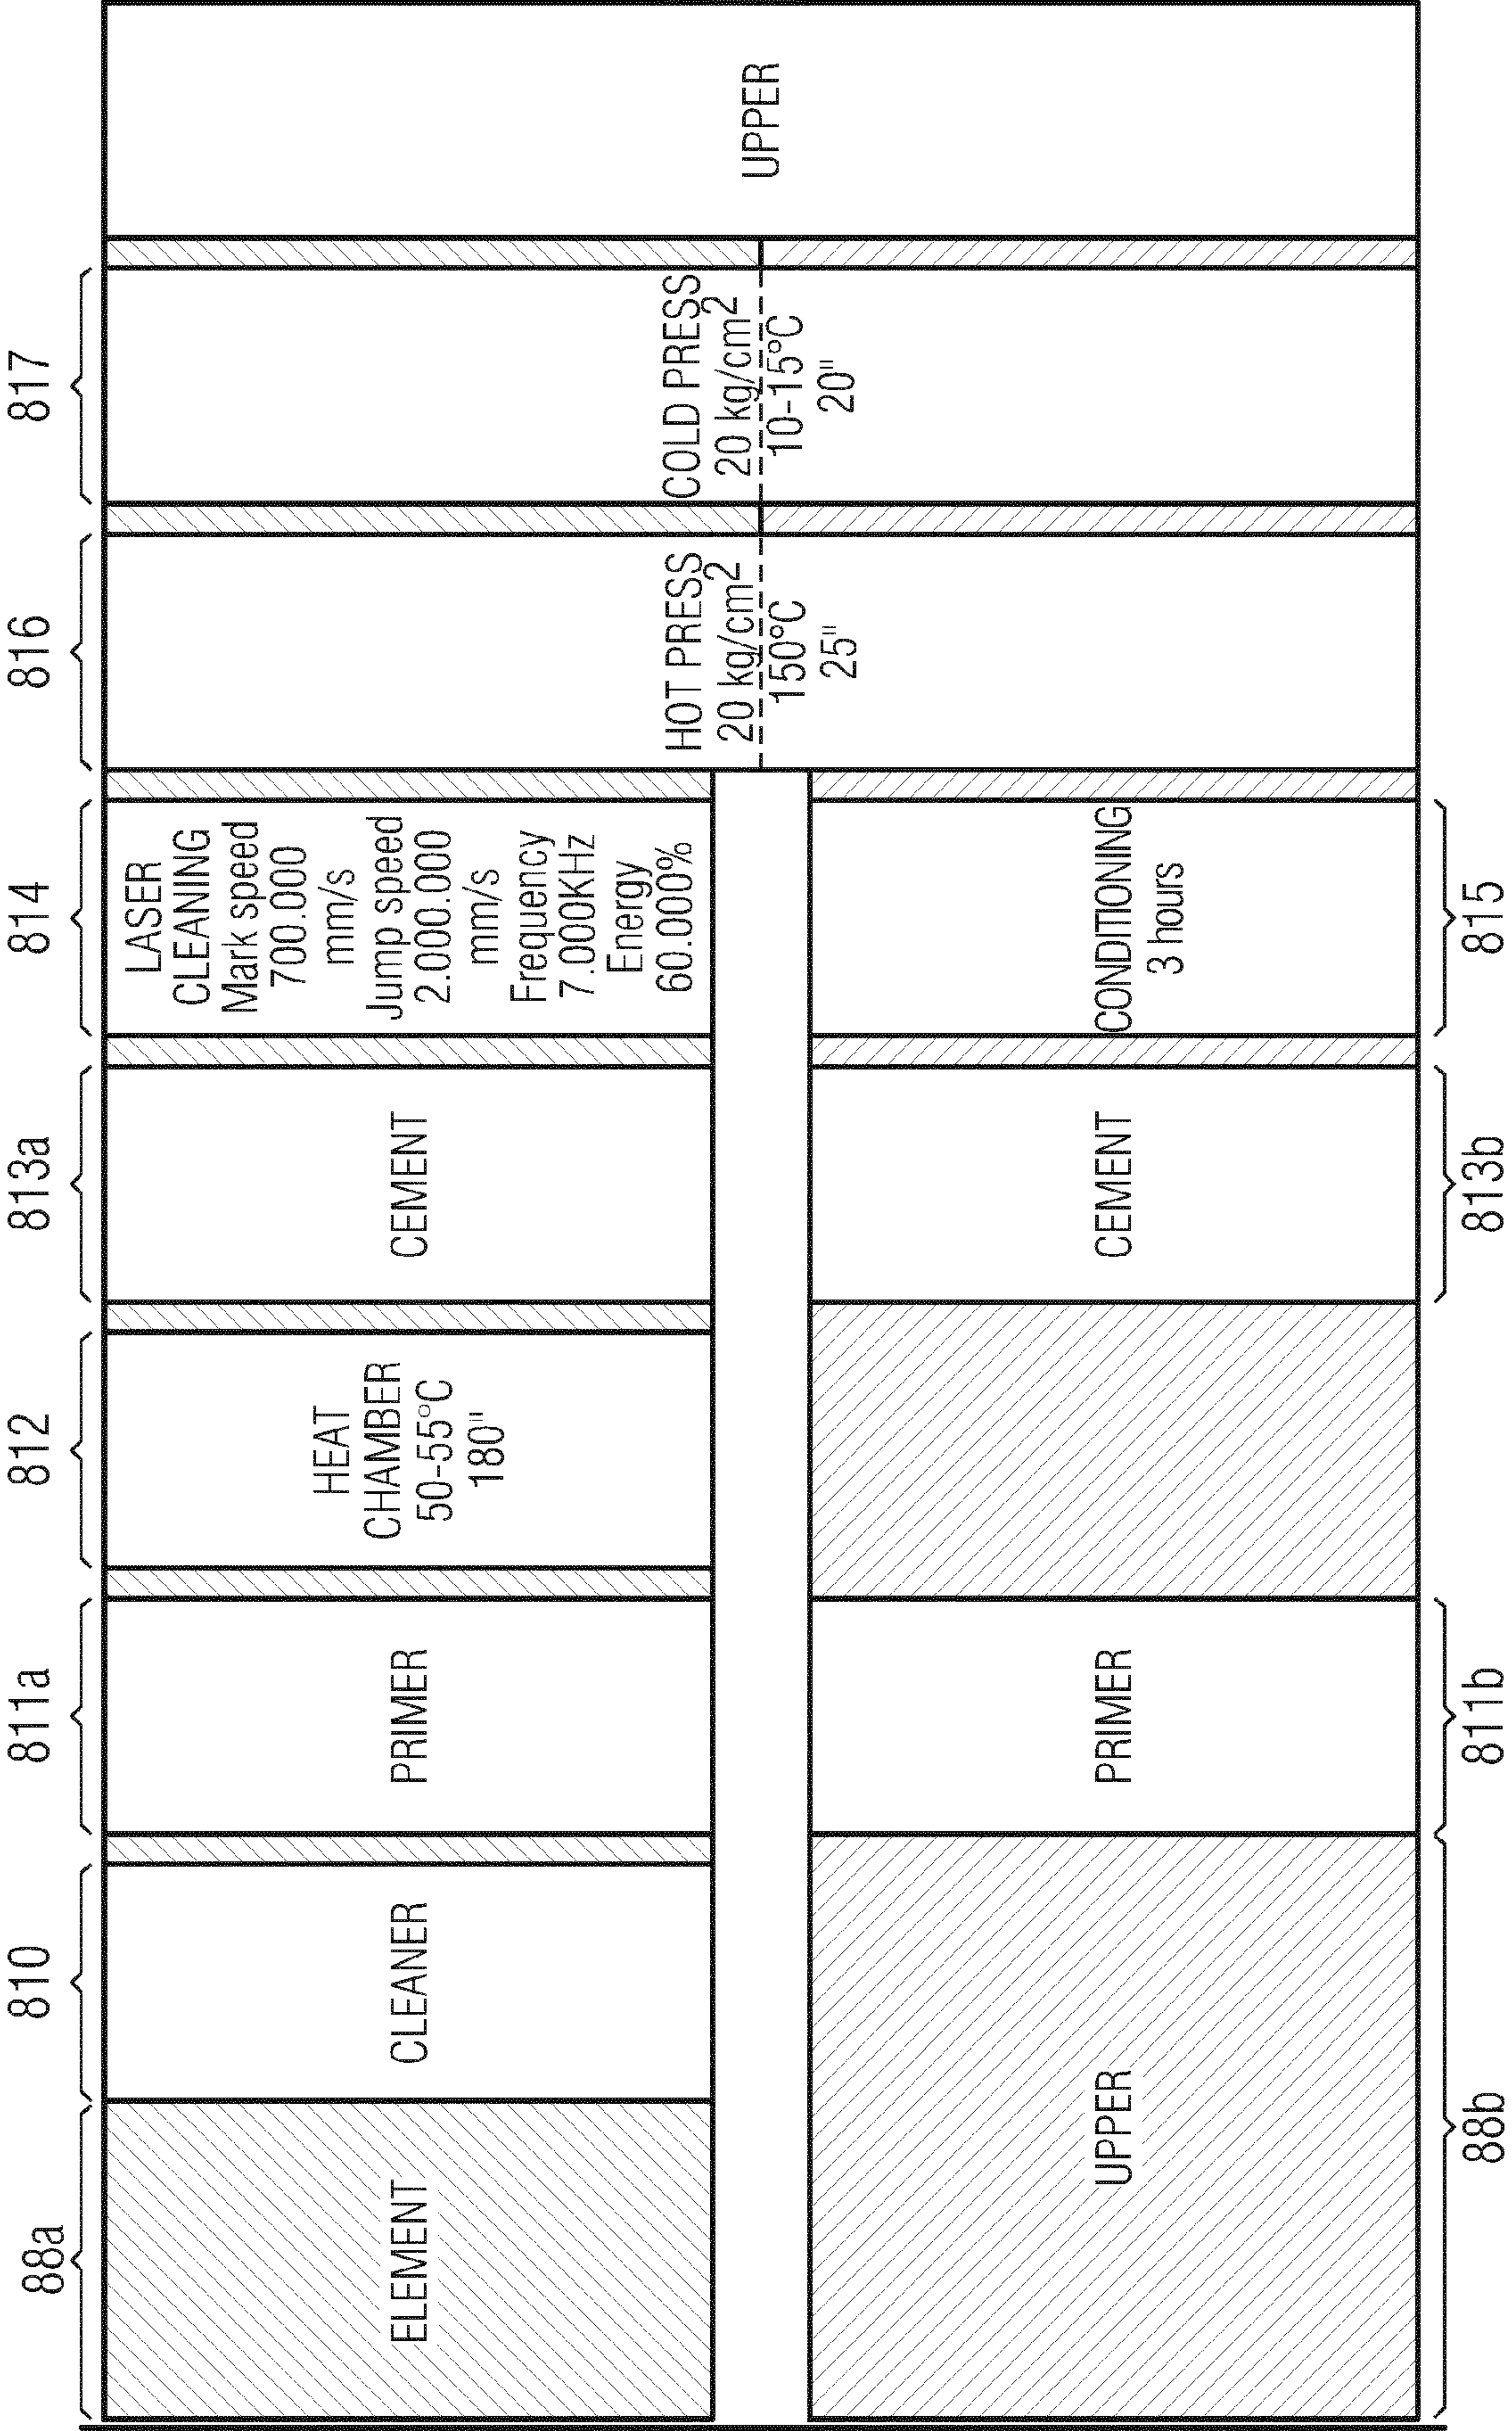 88a
810
811a
812
813a
814
816
817
ELEMENT
CLEANER
PRIMER
HEAT
CHAMBER
50-55°C
180"
CEMENT
LASER
CLEANING
Mark speed
700.000
mm/s
Jump speed
2.000.000
mm/s
Frequency
7.000KHz
Energy
60.000%
HOT PRESS
20 kg/cm²
150°C
25"
COLD PRESS
20 kg/cm²
10-15°C
20"
UPPER
UPPER
PRIMER
CEMENT
CONDITIONING
3 hours
88b
811b
813b
815